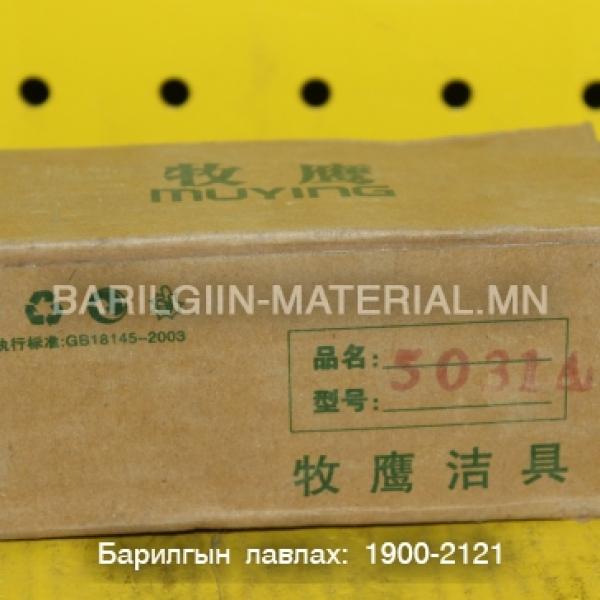 牧鹰
MUYING
BARILGIIN-MATERIAL.MN
执行标准:GB18145-2003
品名:
5031A
型号:
牧鹰洁具
Барилгын лавлах: 1900-2121